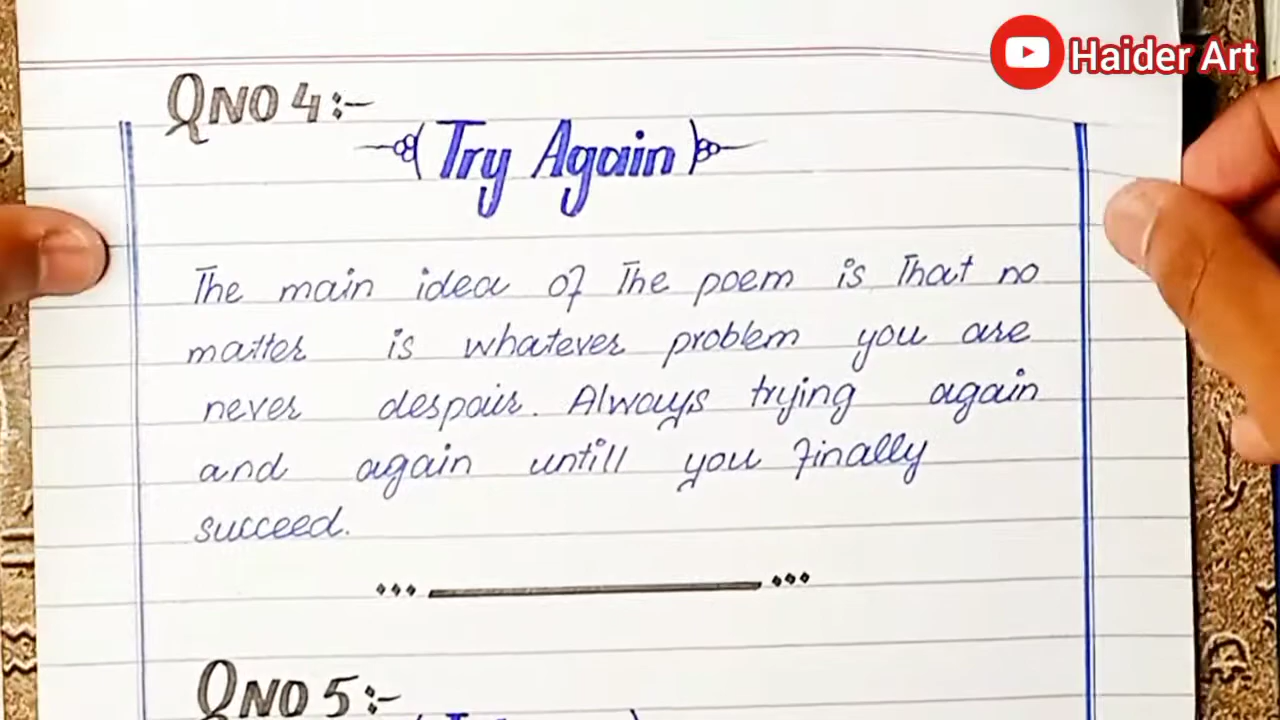 Haider Art
QNO 4:-
(Try Again)
The main idea of The poem is That no
matter is whatever problem you are
never despair. Always trying again
and again untill you finally
succeed.
QNO 5:-